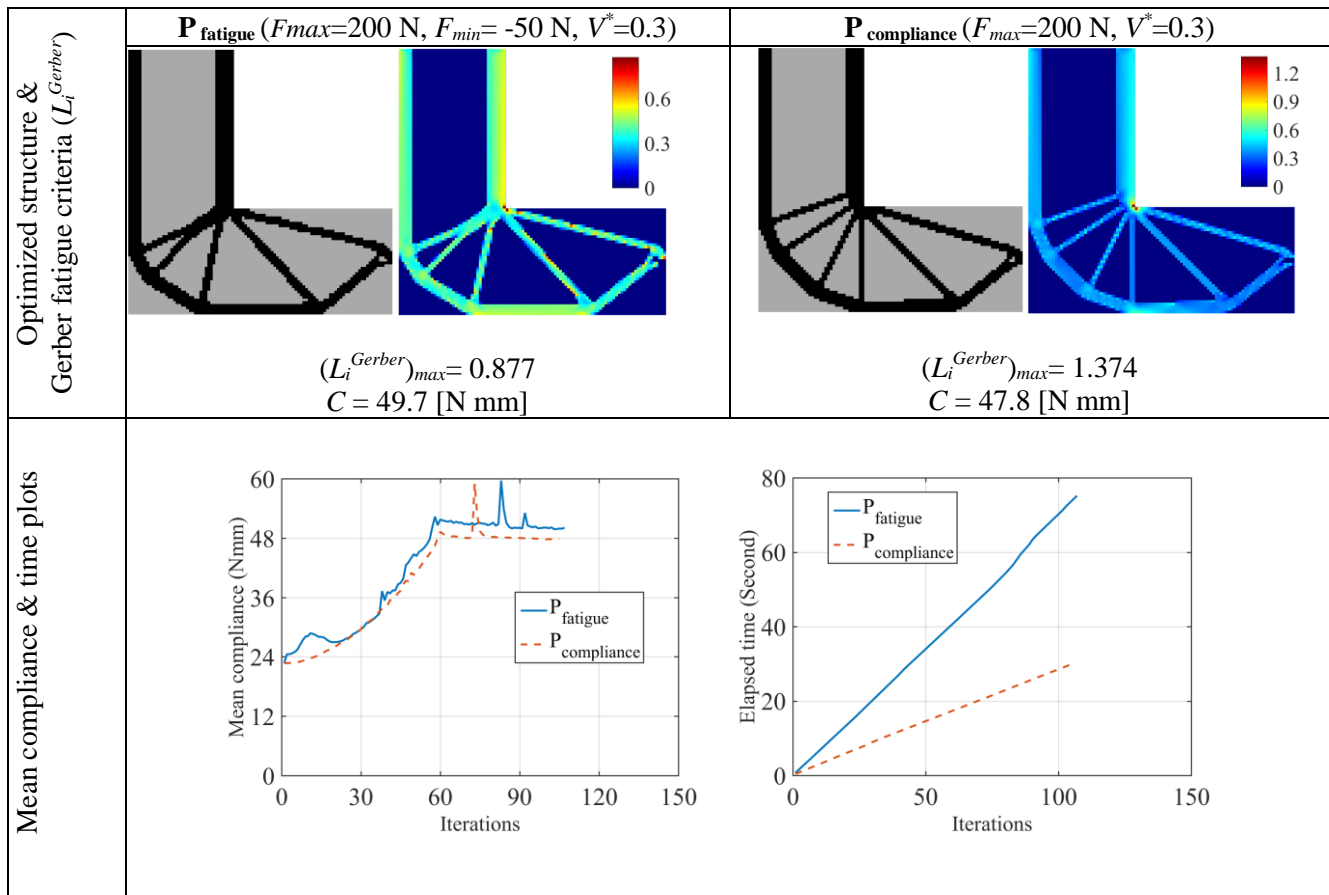 P fatigue (Fmax=200 N, Fmin= -50 N, V*=0.3)
P compliance (Fmax=200 N, V*=0.3)
Optimized structure &
Gerber fatigue criteria (Li^Gerber)
0.6
0.3
0
1.2
0.9
0.6
0.3
0
(Li^Gerber)max= 0.877
C = 49.7 [N mm]
(Li^Gerber)max= 1.374
C = 47.8 [N mm]
Mean compliance & time plots
Mean compliance (Nmm)
60
48
36
24
12
0
0 30 60 90 120 150
Iterations
Pfatigue
Pcompliance
Elapsed time (Second)
80
60
40
20
0
0 50 100 150
Iterations
Pfatigue
Pcompliance